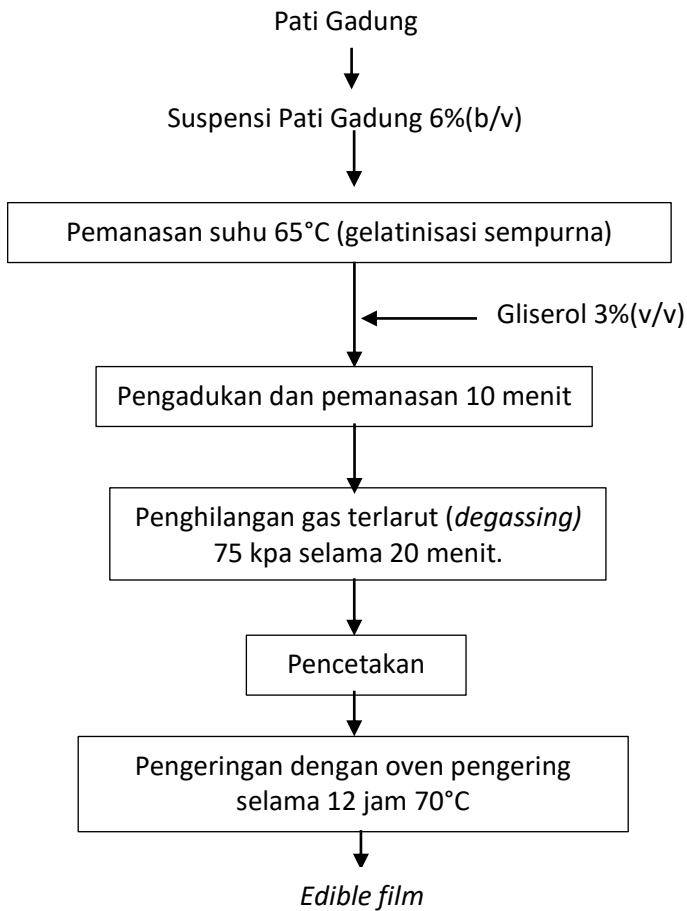 Pati Gadung
Suspensi Pati Gadung 6%(b/v)
Pemanasan suhu 65°C (gelatinisasi sempurna)
Gliserol 3%(v/v)
Pengadukan dan pemanasan 10 menit
Penghilangan gas terlarut (degassing)
75 kpa selama 20 menit.
Pencetakan
Pengeringan dengan oven pengering
selama 12 jam 70°C
Edible film